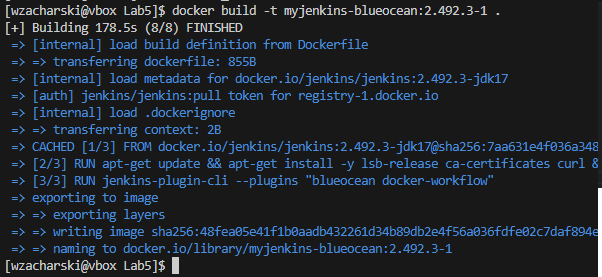 [wzacharski@vbox Lab5]$ docker build -t myjenkins-blueocean:2.492.3-1 .
[+] Building 178.5s (8/8) FINISHED
=> [internal] load build definition from Dockerfile
=> => transferring dockerfile: 855B
=> [internal] load metadata for docker.io/jenkins/jenkins:2.492.3-jdk17
=> [auth] jenkins/jenkins:pull token for registry-1.docker.io
=> [internal] load .dockerignore
=> => transferring context: 2B
=> CACHED [1/3] FROM docker.io/jenkins/jenkins:2.492.3-jdk17@sha256:7aa631e4f036a348
=> [2/3] RUN apt-get update && apt-get install -y lsb-release ca-certificates curl &
=> [3/3] RUN jenkins-plugin-cli --plugins "blueocean docker-workflow"
=> exporting to image
=> => exporting layers
=> => writing image sha256:48fea05e41f1b0aadb432261d34b89db2e4f56a036fdfe02c7daf894e
=> => naming to docker.io/library/myjenkins-blueocean:2.492.3-1
[wzacharski@vbox Lab5]$